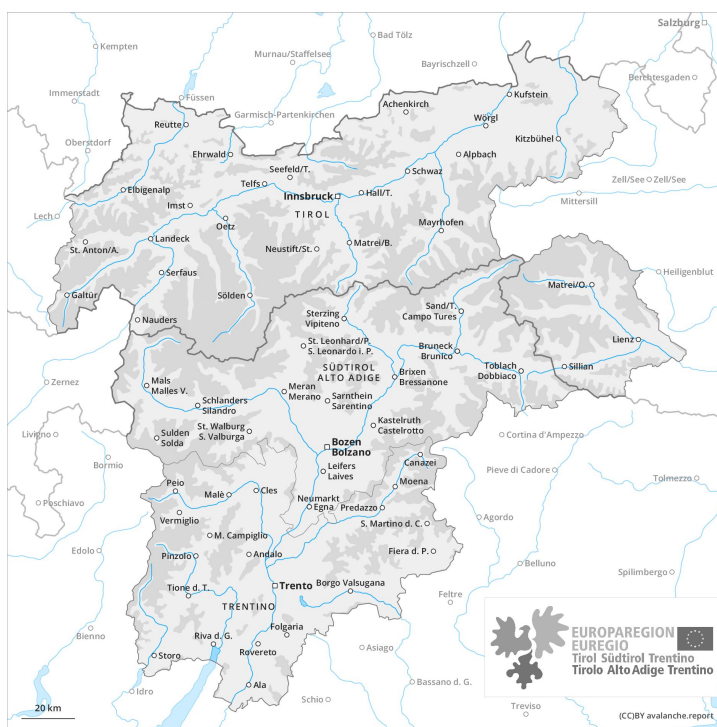 Salzburg
Kempten
Bad Tölz
Murnau/Staffelsee
Bayrischzell
Berchtesgaden
Immenstadt
Füssen
Achenkirch
Kufstein
Garmisch-Partenkirchen
Reutte
Wörgl
Oberstdorf
Kitzbühel
Ehrwald
Alpbach
Seefeld/T.
Schwaz
Zell/See
Zell/See
Telfs
Elbigenalp
Innsbruck
Hall/T.
Mittersill
Imst
TIROL
Lech
Oetz
Mayrhofen
St. Anton/A.
Landeck
Neustift/St.
Matrei/B.
Serfaus
Heiligenblut
Galtür
Sölden
Matrei/O.
Nauders
Sterzing
Vipiteno
Sand/T.
Campo Tures
Lienz
St. Leonhard/P.
S. Leonardo i. P.
Bruneck
Brunico
SÜDTIROL
ALTO ADIGE
Toblach
Dobbiaco
Sillian
Zernez
Mals
Malles V.
Meran
Merano
Brixen
Bressanone
Schlanders
Silandro
Sarnthein
Sarentino
St. Walburg
S. Valburga
Kastelruth
Castelrotto
Livigno
Sulden
Solda
Bozen
Bolzano
Cortina d'Ampezzo
Bormio
Leifers
Laives
Canazei
Pieve di Cadore
Peio
Moena
Tolmezzo
Malè
Cles
Neumarkt
Egna
Predazzo
Poschiavo
Vermiglio
Agordo
S. Martino d. C.
M. Campiglio
Edolo
Pinzolo
Andalo
Fiera d. P.
Belluno
Spilimbergo
Tione d. T.
Trento
Borgo Valsugana
Feltre
TRENTINO
Bienno
Folgaria
Riva d. G.
Rovereto
Asiago
Storo
Bassano d. G.
Ala
Idro
Schio
Treviso
EUROPAREGION
EUREGIO
Tirol Südtirol Trentino
Tirolo Alto Adige Trentino
20 km
(CC)BY avalanche.report